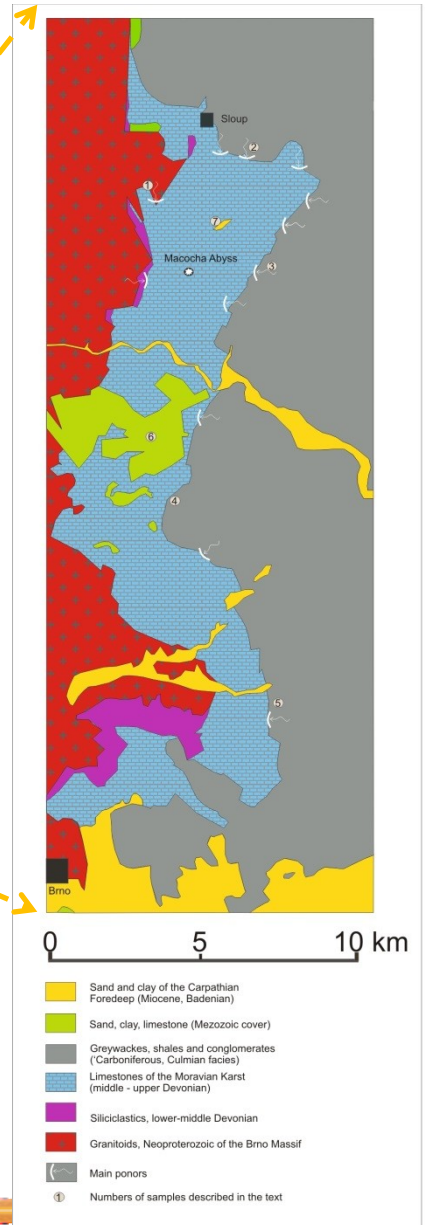 Sloup
2
1
7
Macocha Abyss
3
6
4
5
Brno
0 5 10 km
Sand and clay of the Carpathian
Foredeep (Miocene, Badenian)
Sand, clay, limestone (Mezozoic cover)
Greywackes, shales and conglomerates
('Carboniferous, Culmian facies)
Limestones of the Moravian Karst
(middle - upper Devonian)
Siliciclastics, lower-middle Devonian
Granitoids, Neoproterozoic of the Brno Massif
Main ponors
1 Numbers of samples described in the text